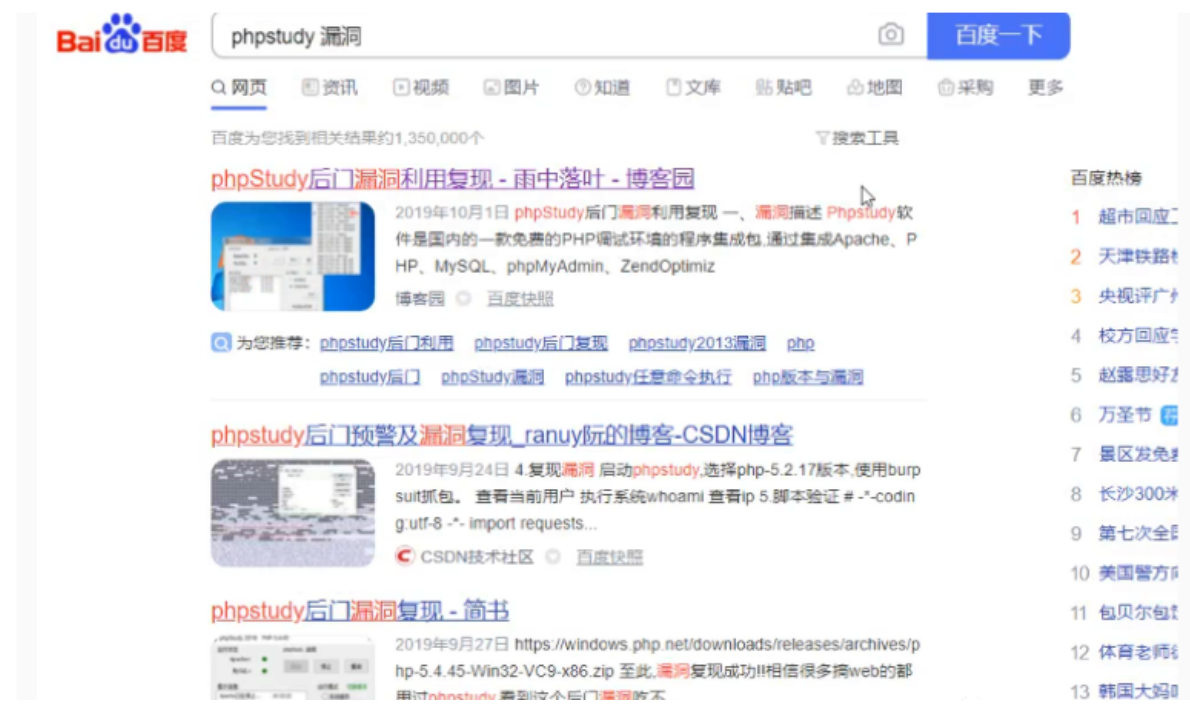 Bai du 百度
phpstudy 漏洞
百度一下
网页 资讯 视频 图片 知道 文库 贴吧 地图 采购 更多
百度为您找到相关结果约1,350,000个
搜索工具
phpStudy后门漏洞利用复现 - 雨中落叶 - 博客园
2019年10月1日 phpStudy后门漏洞利用复现 一、漏洞描述 Phpstudy软
件是国内的一款免费的PHP调试环境的程序集成包,通过集成Apache、P
HP、MySQL、phpMyAdmin、ZendOptimiz
博客园 百度快照
为您推荐: phpstudy后门利用 phpstudy后门复现 phpstudy2013漏洞 php
phpstudy后门 phpStudy漏洞 phpstudy任意命令执行 php版本与漏洞
phpstudy后门预警及漏洞复现_ranuy阮的博客-CSDN博客
2019年9月24日 4.复现漏洞 启动phpstudy,选择php-5.2.17版本,使用burp
suit抓包。 查看当前用户 执行系统whoami 查看ip 5.脚本验证 # -*-codin
g:utf-8 -*- import requests...
CSDN技术社区 百度快照
phpstudy后门漏洞复现 - 简书
2019年9月27日 https://windows.php.net/downloads/releases/archives/p
hp-5.4.45-Win32-VC9-x86.zip 至此,漏洞复现成功!!相信很多搞web的都
用过phpstudy,看到这个后门漏洞吃不
百度热榜
1 超市回应
2 天津铁路
3 央视评广
4 校方回应
5 赵露思好
6 万圣节
7 景区发免
8 长沙300
9 第七次全
10 美国警方
11 包贝尔包
12 体育老师
13 韩国大妈